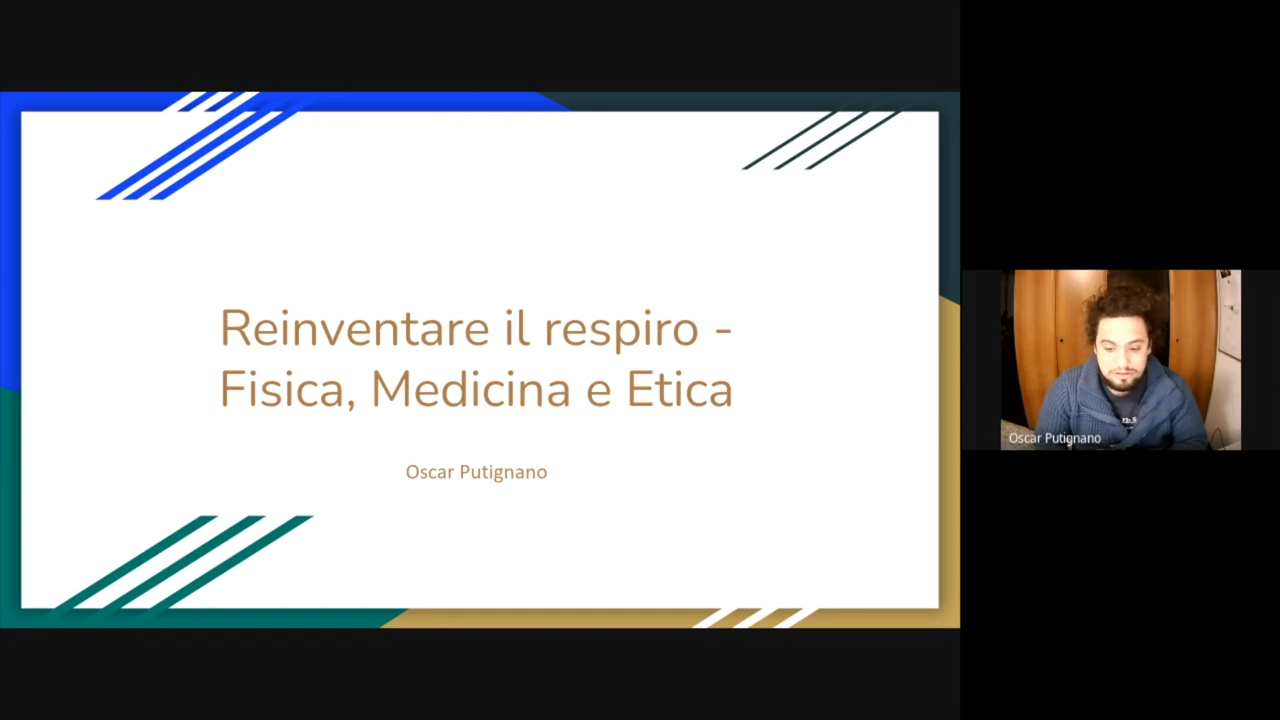 Reinventare il respiro -
Fisica, Medicina e Etica
Oscar Putignano
Oscar Putignano